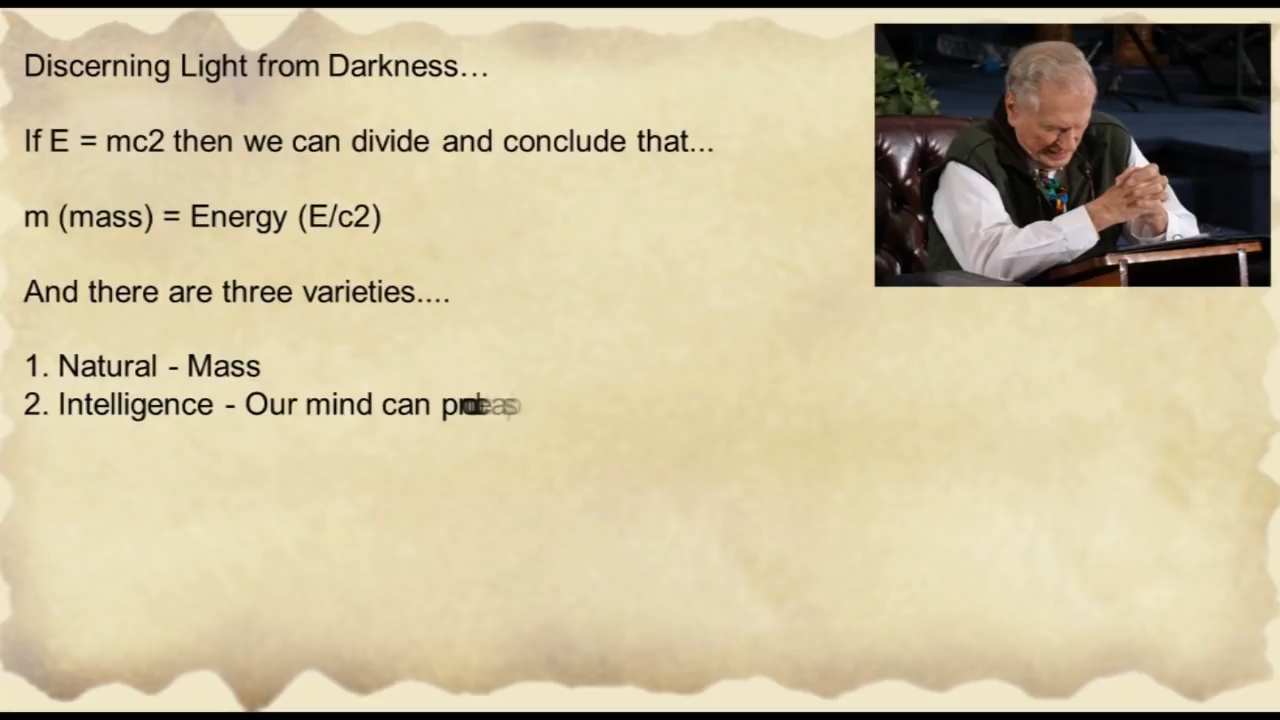 Discerning Light from Darkness…
If E = mc2 then we can divide and conclude that...
m (mass) = Energy (E/c2)
And there are three varieties....
1. Natural - Mass
2. Intelligence - Our mind can